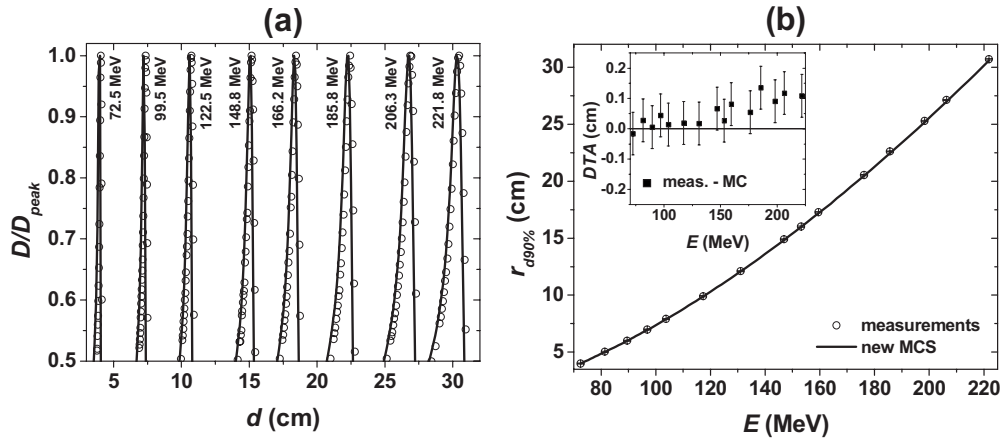 (a)
1.0
0.9
0.8
0.7
0.6
0.5
D/D_peak
72.5 MeV
99.5 MeV
122.5 MeV
148.8 MeV
166.2 MeV
185.8 MeV
206.3 MeV
221.8 MeV
5 10 15 20 25 30
d (cm)
(b)
30
25
20
15
10
5
r_d90% (cm)
0.2
0.1
0.0
-0.1
-0.2
DTA (cm)
meas. - MC
100 150 200
E (MeV)
measurements
new MCS
80 100 120 140 160 180 200 220
E (MeV)